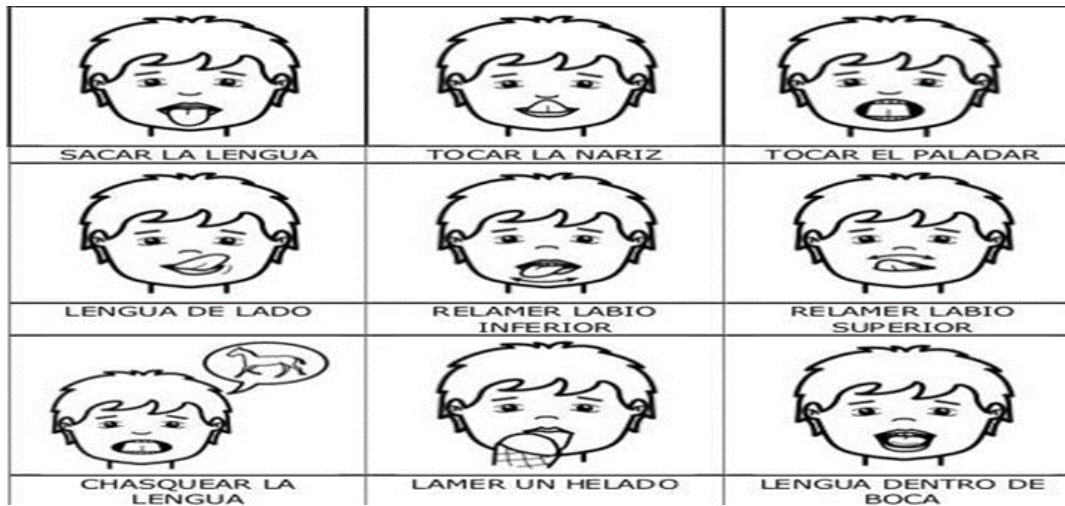 SACAR LA LENGUA
TOCAR LA NARIZ
TOCAR EL PALADAR
LENGUA DE LADO
RELAMER LABIO
INFERIOR
RELAMER LABIO
SUPERIOR
CHASQUEAR LA
LENGUA
LAMER UN HELADO
LENGUA DENTRO DE
BOCA